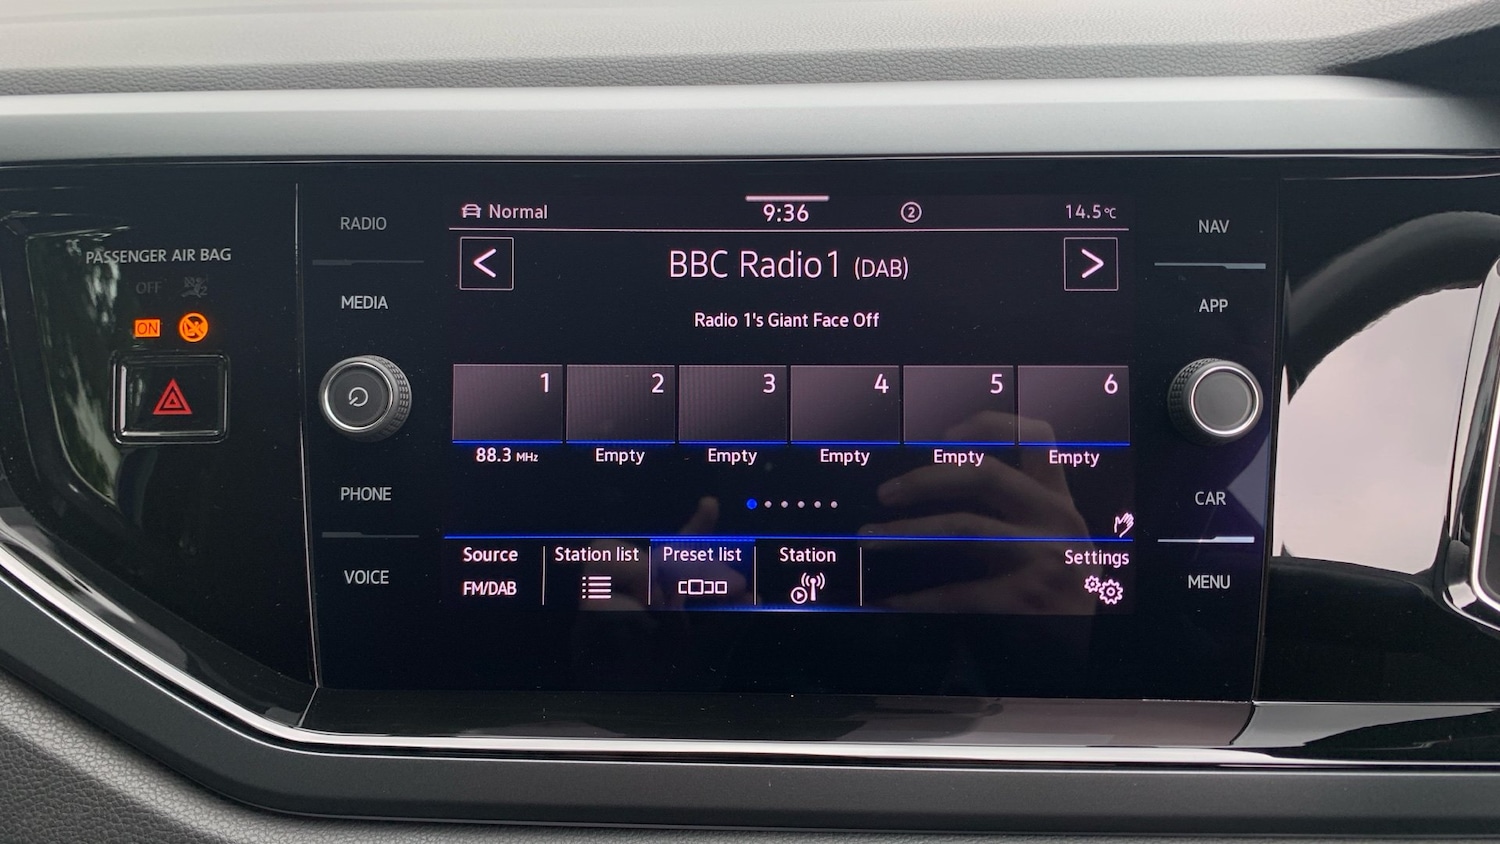 PASSENGER AIR BAG
OFF
ON
RADIO
MEDIA
PHONE
VOICE
Normal
9:36
2
14.5°C
<
BBC Radio1 (DAB)
>
Radio 1's Giant Face Off
1 2 3 4 5 6
88.3 MHz Empty Empty Empty Empty Empty
Source Station list Preset list Station Settings
FM/DAB
NAV
APP
CAR
MENU